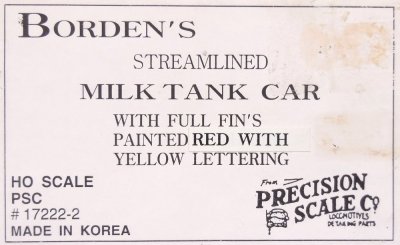 BORDEN'S
STREAMLINED
MILK TANK CAR
WITH FULL FIN'S
PAINTED RED WITH
YELLOW LETTERING
HO SCALE
PSC
# 17222-2
MADE IN KOREA
From
PRECISION
SCALE Co
LOCOMOTIVES
DETAILING PARTS